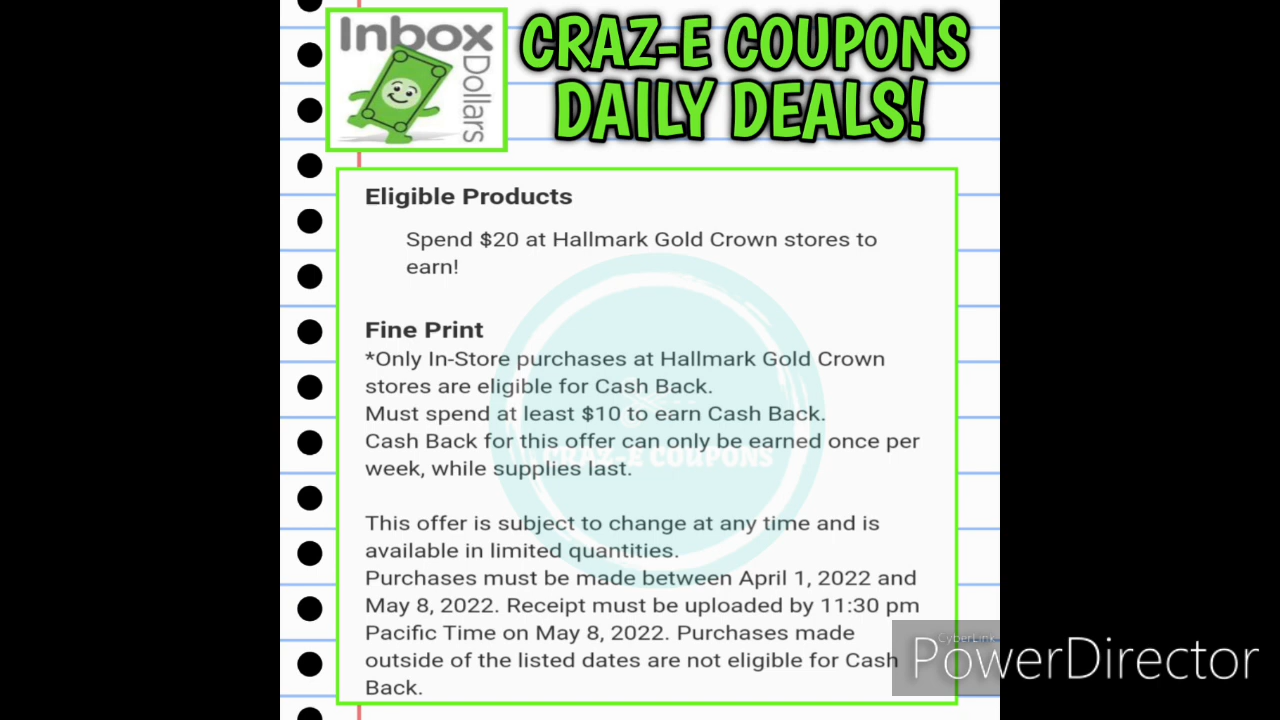 Inbox
Dollars
CRAZ-E COUPONS
DAILY DEALS!
Eligible Products
Spend $20 at Hallmark Gold Crown stores to
earn!
Fine Print
*Only In-Store purchases at Hallmark Gold Crown
stores are eligible for Cash Back.
Must spend at least $10 to earn Cash Back.
Cash Back for this offer can only be earned once per
week, while supplies last.
CRAZ-E COUPONS
This offer is subject to change at any time and is
available in limited quantities.
Purchases must be made between April 1, 2022 and
May 8, 2022. Receipt must be uploaded by 11:30 pm
Pacific Time on May 8, 2022. Purchases made
outside of the listed dates are not eligible for Cash
Back.
CyberLink
PowerDirector